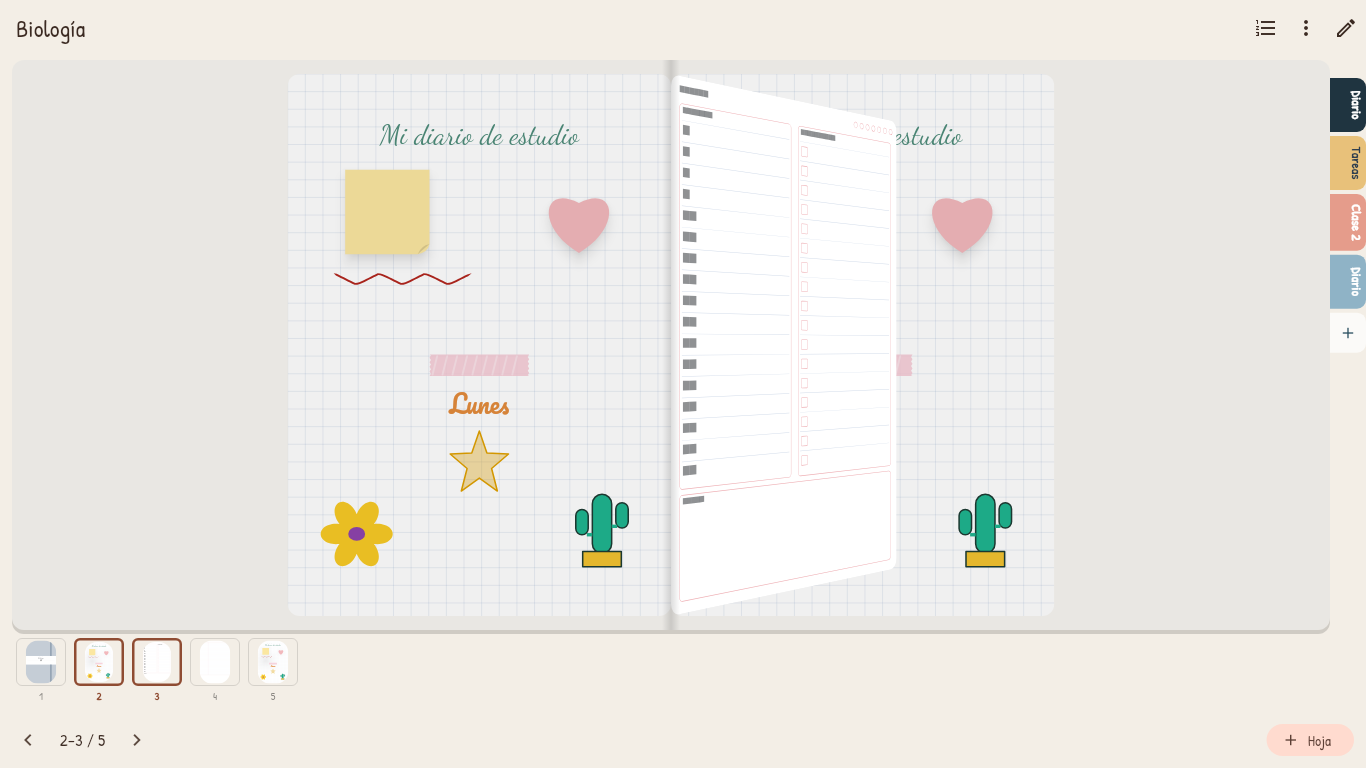 Biología
Mi diario de estudio
estudio
Lunes
Diario
Tareas
Clase 2
Diario
+
1
2
3
4
5
2-3 / 5
+ Hoja